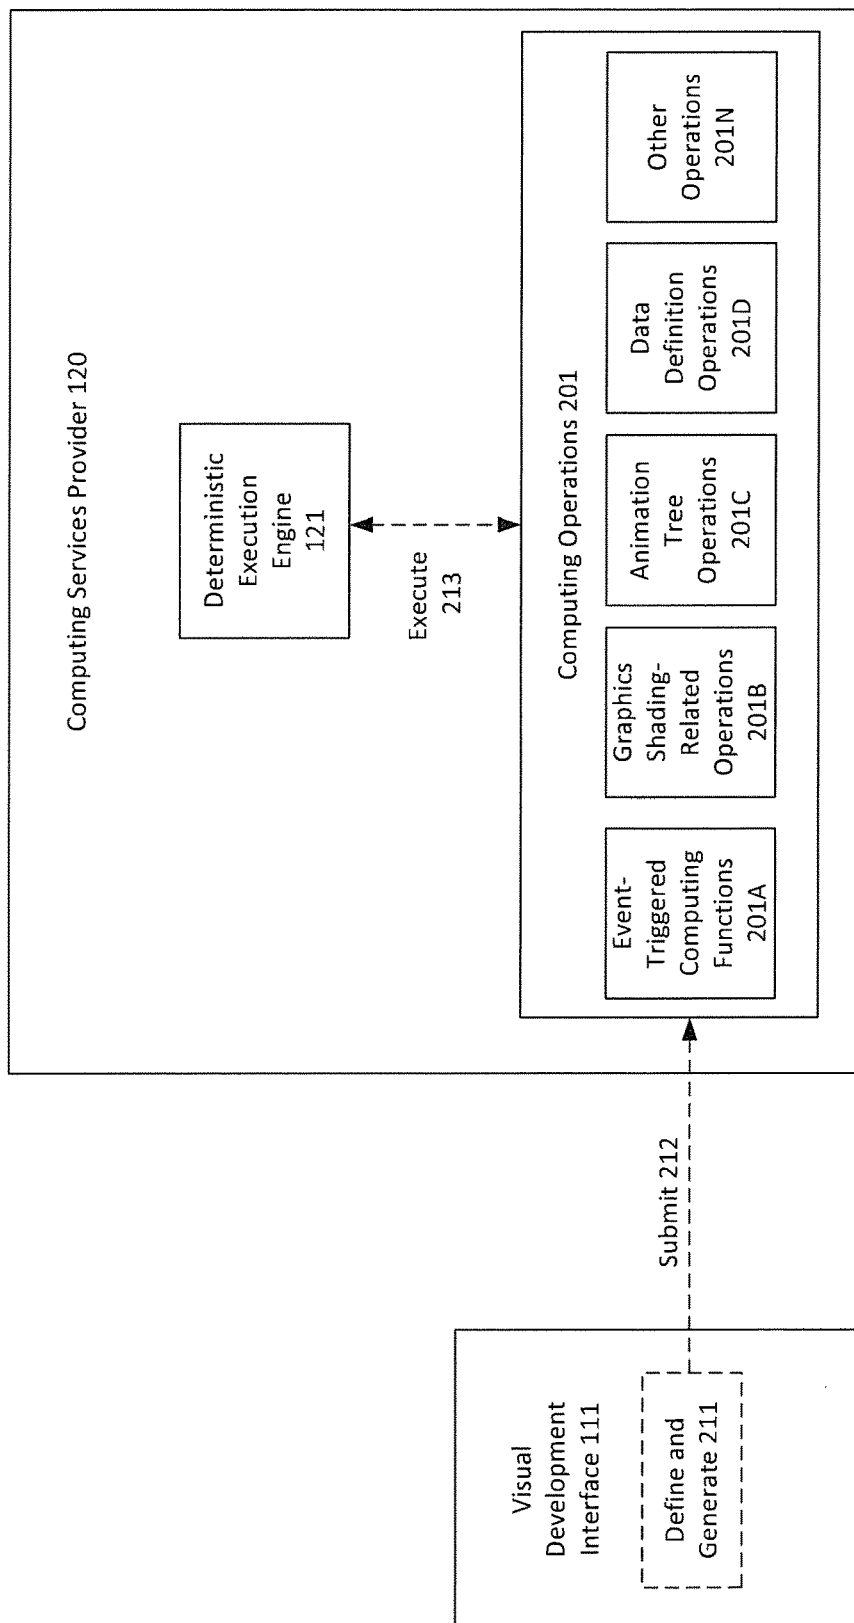 Computing Services Provider 120
Deterministic
Execution
Engine
121
Execute
213
Computing Operations 201
Event-
Triggered
Computing
Functions
201A
Graphics
Shading-
Related
Operations
201B
Animation
Tree
Operations
201C
Data
Definition
Operations
201D
Other
Operations
201N
Submit 212
Visual
Development
Interface 111
Define and
Generate 211